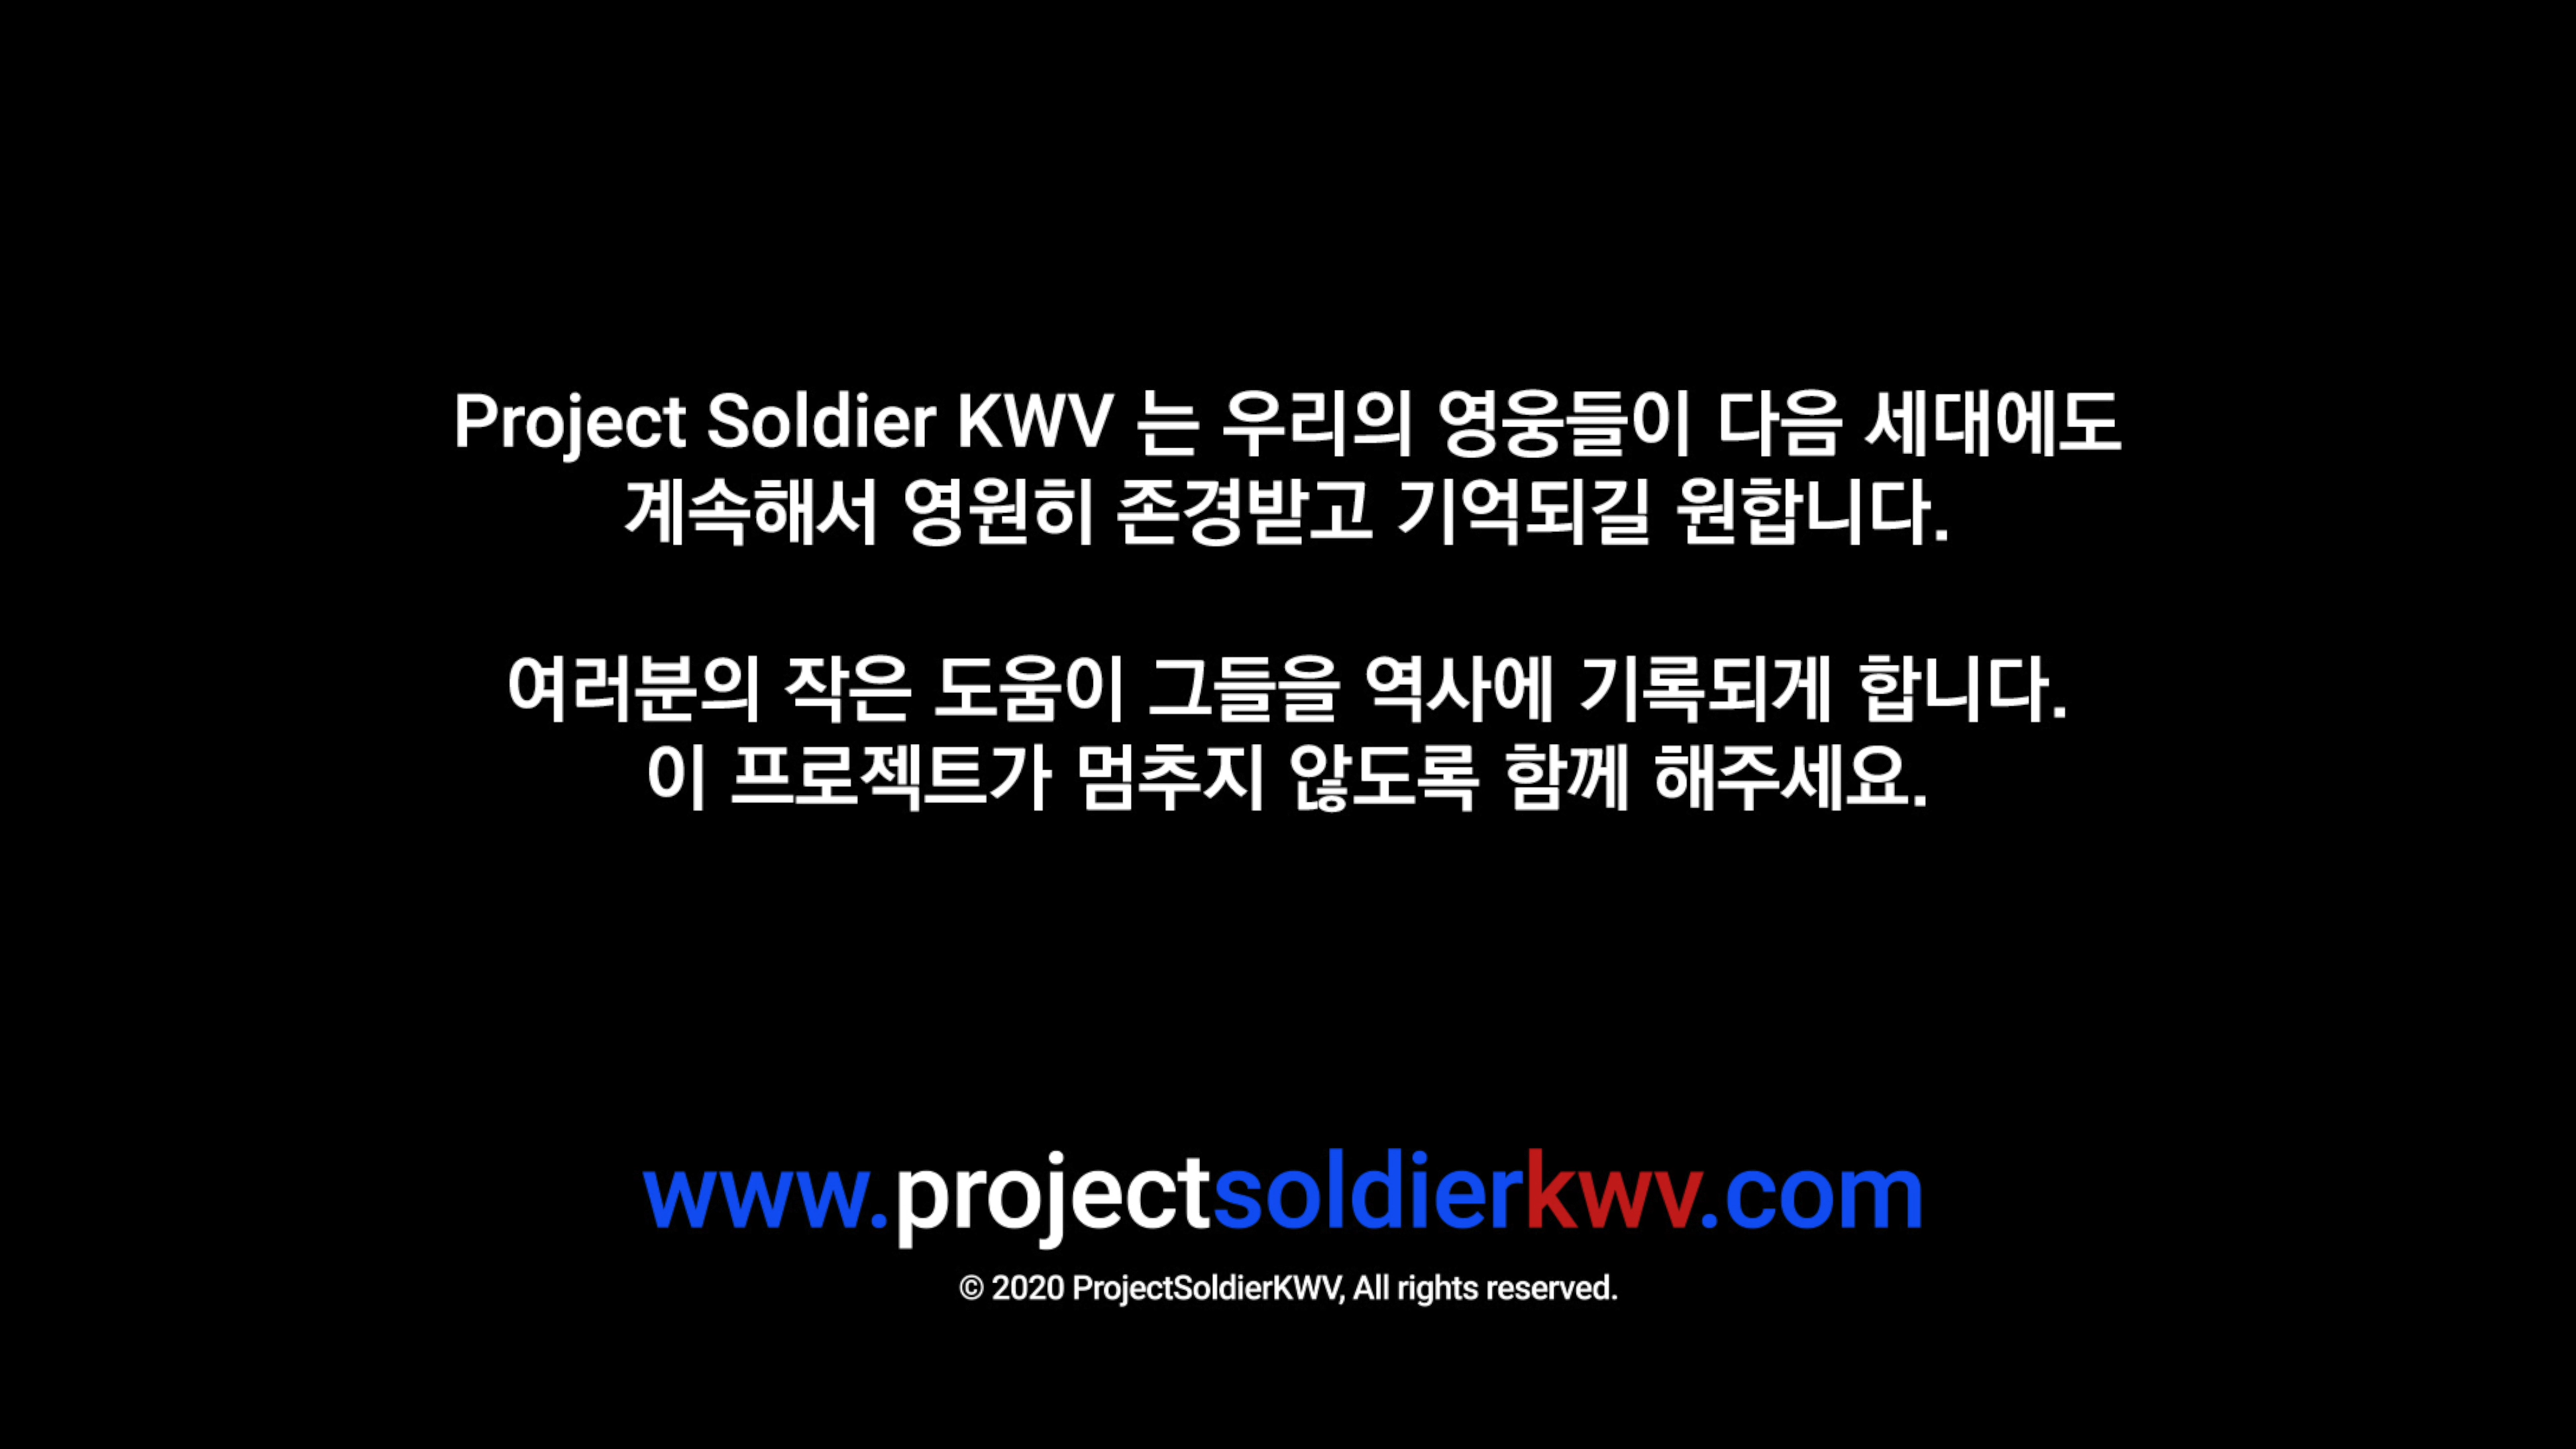 Project Soldier KWV 는 우리의 영웅들이 다음 세대에도
계속해서 영원히 존경받고 기억되길 원합니다.
여러분의 작은 도움이 그들을 역사에 기록되게 합니다.
이 프로젝트가 멈추지 않도록 함께 해주세요.
www.projectsoldierkwv.com
© 2020 ProjectSoldierKWV, All rights reserved.